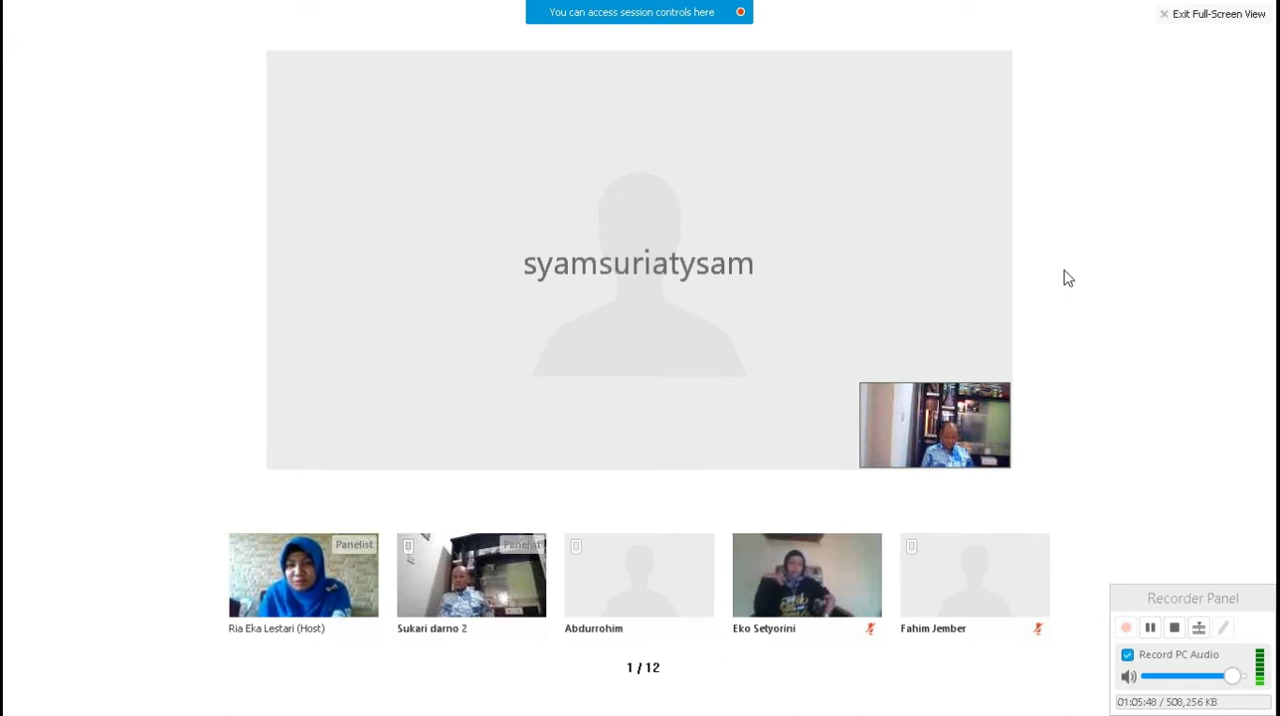 You can access session controls here
Exit Full-Screen View
syamsuriatysam
Panelist
Panelist
Ria Eka Lestari (Host)
Sukari darno 2
Abdurrohim
Eko Setyorini
Fahim Jember
1 / 12
Recorder Panel
Record PC Audio
01:05:48 / 508,256 KB